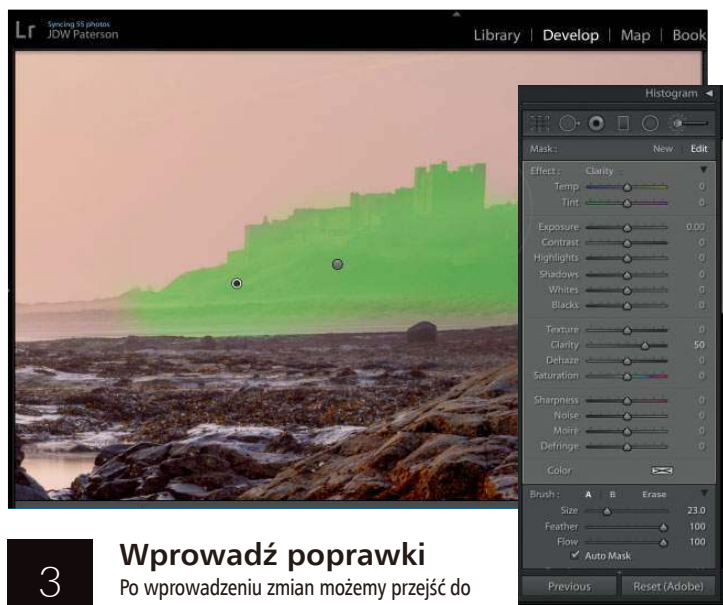 Lr Syncing 55 photos
JDW Paterson
Library | Develop | Map | Book
Histogram
Mask : New Edit
Effect : Clarity
Temp 0
Tint 0
Exposure 0.00
Contrast 0
Highlights 0
Shadows 0
Whites 0
Blacks 0
Texture 0
Clarity 50
Dehaze 0
Saturation 0
Sharpness 0
Noise 0
Moiré 0
Defringe 0
Color
Brush : A B Erase
Size 23.0
Feather 100
Flow 100
Auto Mask
Previous Reset (Adobe)
3
Wprowadź poprawki
Po wprowadzeniu zmian możemy przejść do